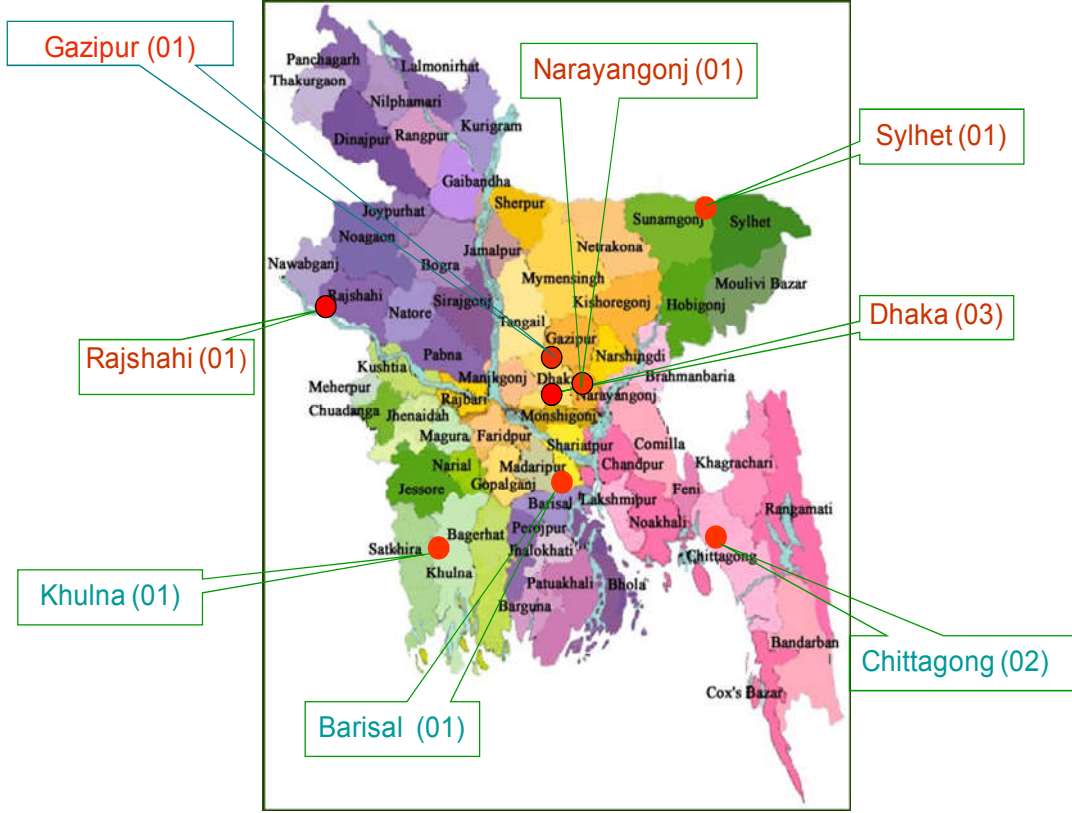 Gazipur (01)
Narayangonj (01)
Sylhet (01)
Dhaka (03)
Rajshahi (01)
Khulna (01)
Barisal (01)
Chittagong (02)
Panchagarh
Lalmonirhat
Thakurgaon
Nilphamari
Dinajpur
Rangpur
Kurigram
Gaibandha
Sherpur
Joypurhat
Sunamgonj
Sylhet
Noagaon
Jamalpur
Netrakona
Nawabganj
Bogra
Mymensingh
Moulivi Bazar
Rajshahi
Sirajgonj
Kishoregonj
Hobigonj
Natore
Tangail
Gazipur
Pabna
Narshingdi
Kushtia
Manjkgonj
Dhaka
Brahmanbaria
Meherpur
Rajbari
Narayangonj
Chuadanga
Jhenaidah
Monshigonj
Magura
Faridpur
Shariatpur
Comilla
Narial
Madaripur
Chandpur
Khagrachari
Jessore
Gopalganj
Feni
Barisal
Lakshmipur
Rangamati
Perojpur
Noakhali
Bagerhat
Satkhira
Jhalokhati
Chittagong
Khulna
Patuakhali
Bhola
Barguna
Bandarban
Cox's Bazar